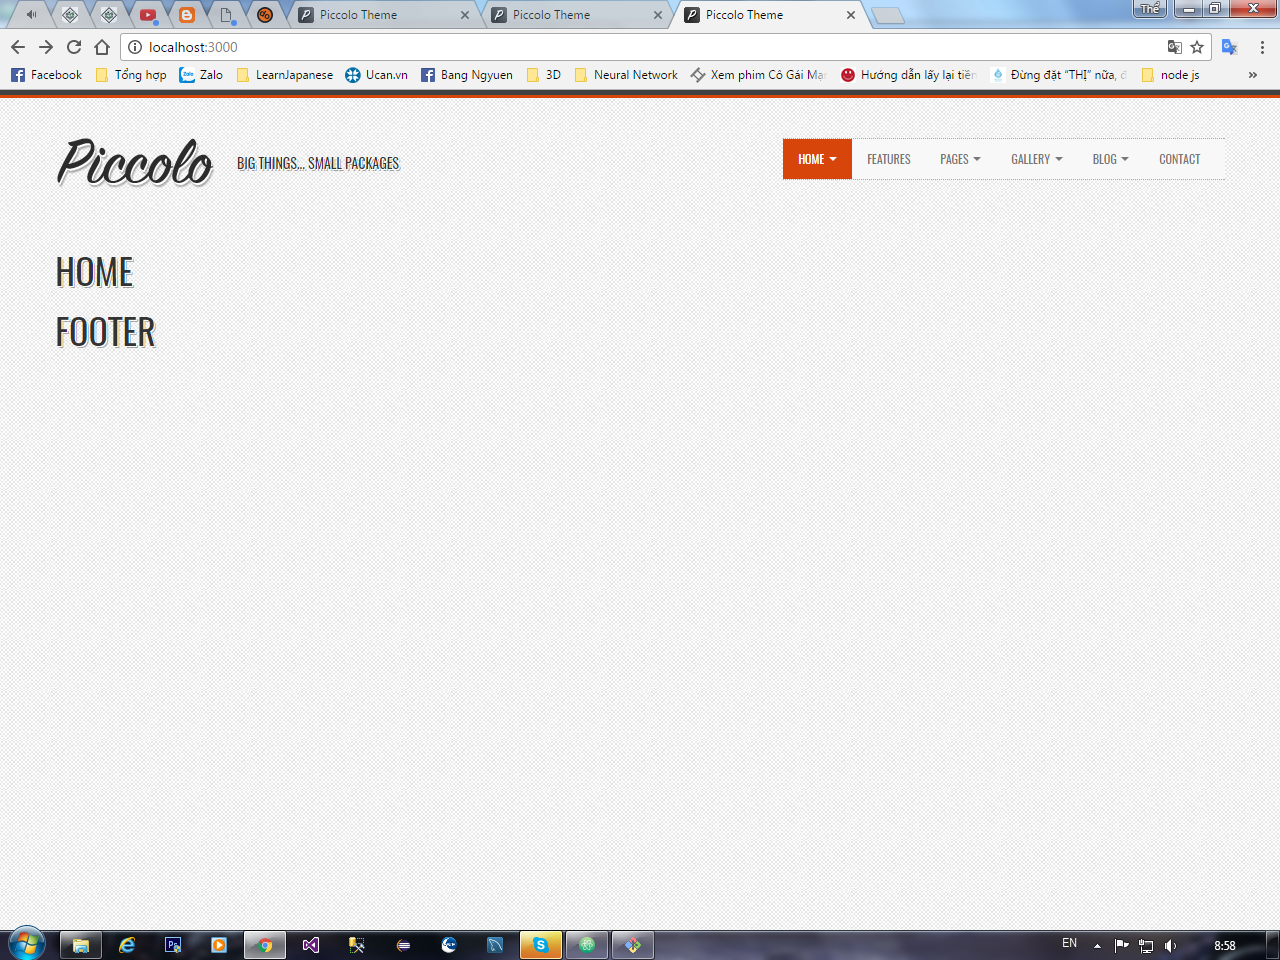 Piccolo Theme
Piccolo Theme
Piccolo Theme
Thế
localhost:3000
Facebook
Tổng hợp
Zalo
LearnJapanese
Ucan.vn
Bang Ngyuen
3D
Neural Network
Xem phim Cô Gái Mạ
Hướng dẫn lấy lại tiền
Đừng đặt "THỊ" nữa, đ
node js
»
Piccolo
BIG THINGS... SMALL PACKAGES
HOME
FEATURES
PAGES
GALLERY
BLOG
CONTACT
HOME
FOOTER
EN
8:58